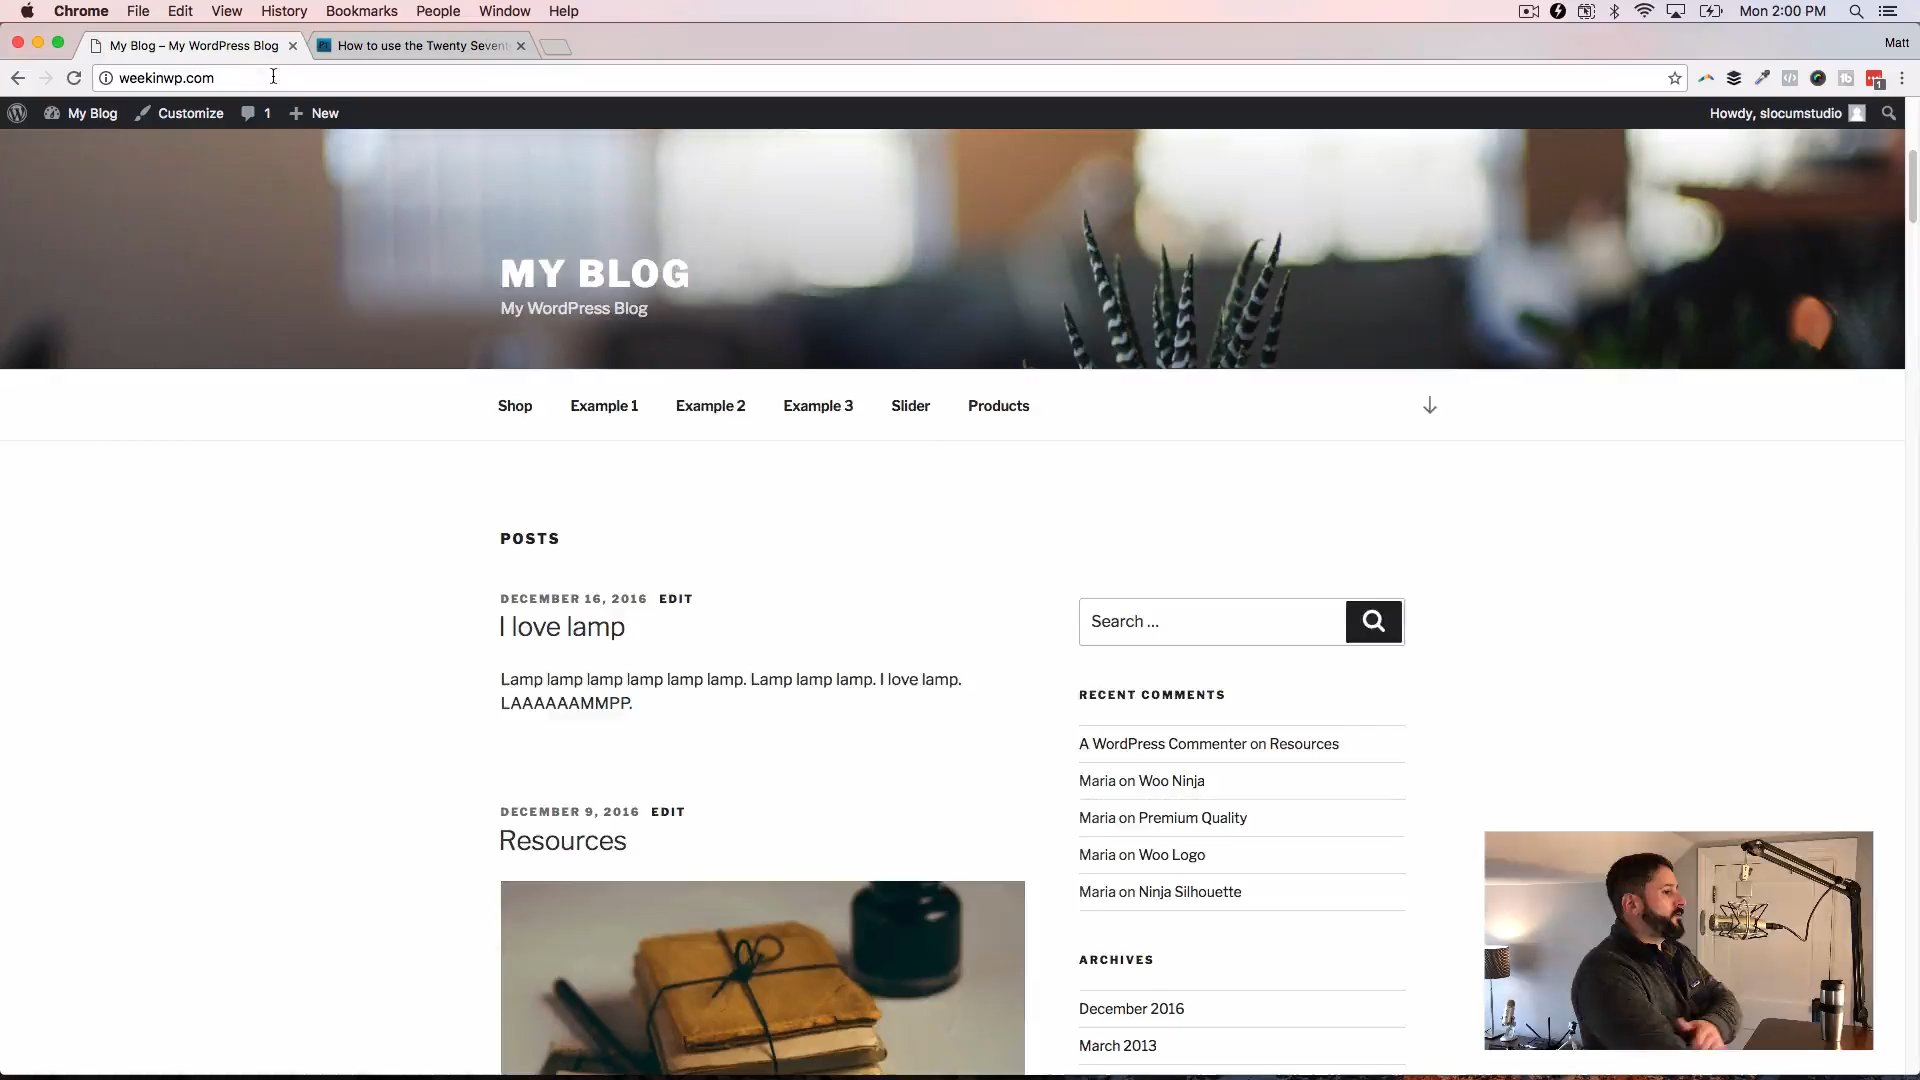 Chrome File Edit View History Bookmarks People Window Help Mon 2:00 PM
My Blog – My WordPress Blog How to use the Twenty Sevent Matt
weekinwp.com
My Blog Customize 1 New Howdy, slocumstudio
MY BLOG
My WordPress Blog
Shop Example 1 Example 2 Example 3 Slider Products
POSTS
DECEMBER 16, 2016 EDIT
I love lamp
Lamp lamp lamp lamp lamp lamp. Lamp lamp lamp. I love lamp.
LAAAAAAMMPP.
DECEMBER 9, 2016 EDIT
Resources
Search …
RECENT COMMENTS
A WordPress Commenter on Resources
Maria on Woo Ninja
Maria on Premium Quality
Maria on Woo Logo
Maria on Ninja Silhouette
ARCHIVES
December 2016
March 2013